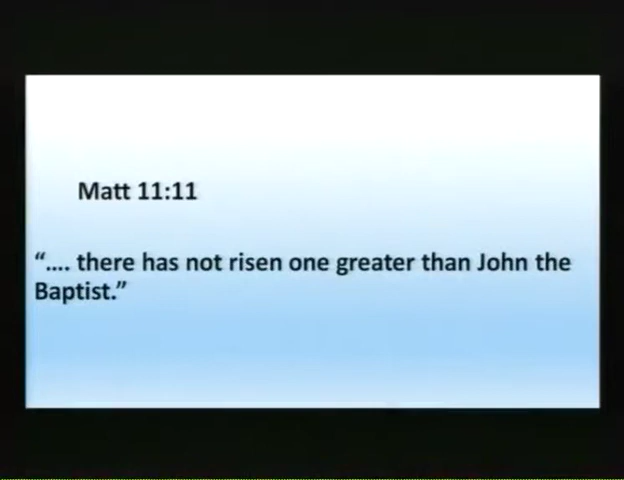 Matt 11:11
“.... there has not risen one greater than John the
Baptist.”